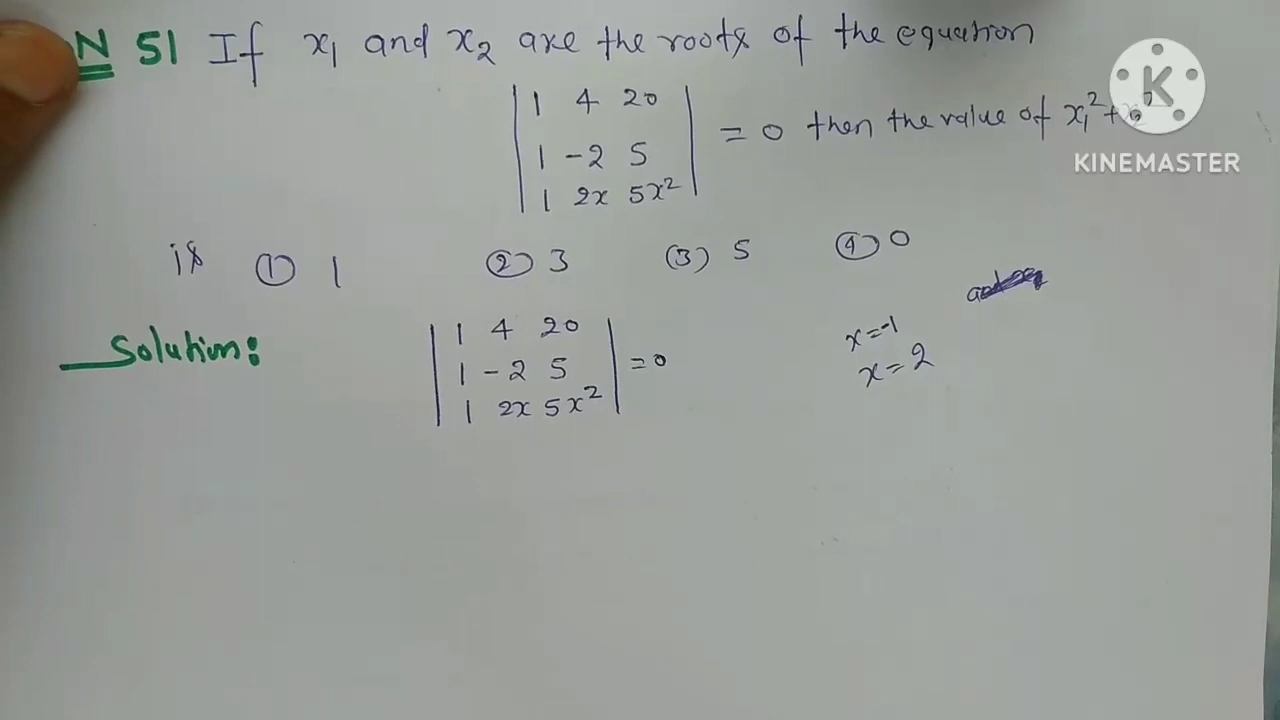 N 51 If x₁ and x₂ are the roots of the equation
| 1 4 20 |
| 1 -2 5 | = 0 then the value of x₁² +
| 1 2x 5x² |
KINEMASTER
is ① 1 ② 3 (3) 5 ④ 0
Solution:
| 1 4 20 |
| 1 -2 5 | = 0
| 1 2x 5x² |
x = -1
x = 2